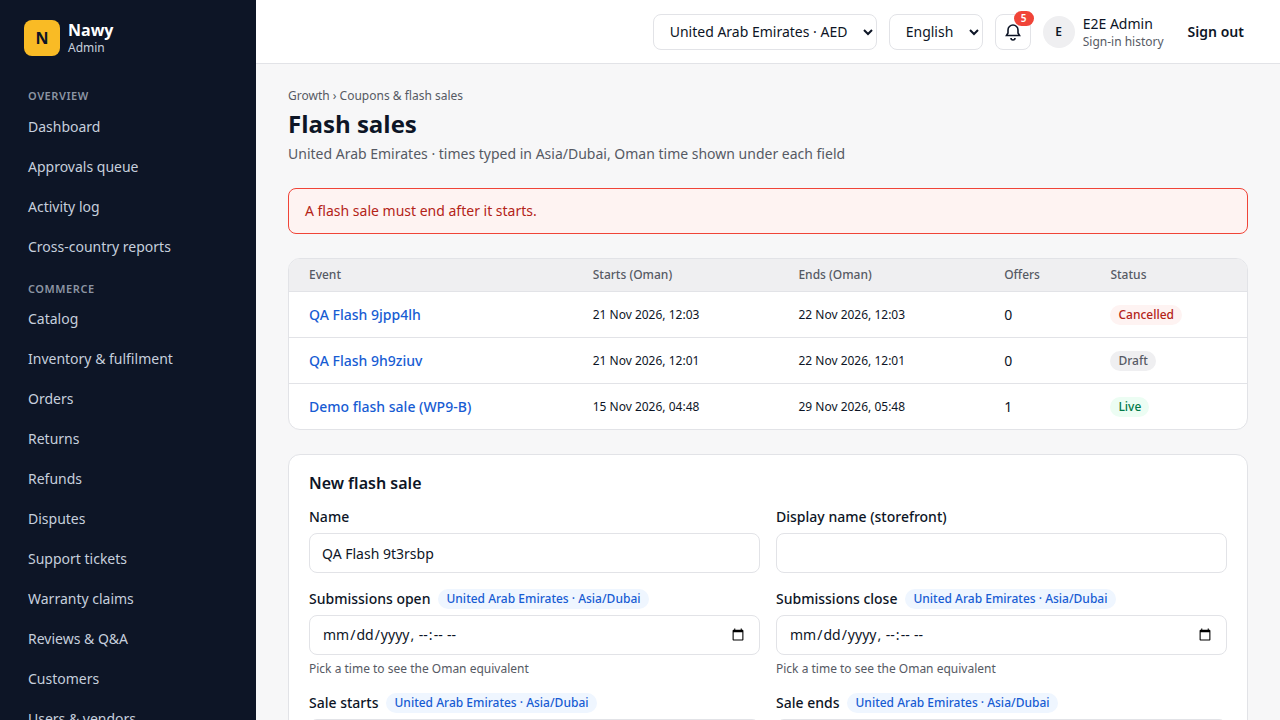 N
Nawy
Admin
OVERVIEW
Dashboard
Approvals queue
Activity log
Cross-country reports
COMMERCE
Catalog
Inventory & fulfilment
Orders
Returns
Refunds
Disputes
Support tickets
Warranty claims
Reviews & Q&A
Customers
Users & vendors
United Arab Emirates · AED
English
5
E
E2E Admin
Sign-in history
Sign out
Growth › Coupons & flash sales
Flash sales
United Arab Emirates · times typed in Asia/Dubai, Oman time shown under each field
A flash sale must end after it starts.
Event Starts (Oman) Ends (Oman) Offers Status
QA Flash 9jpp4lh 21 Nov 2026, 12:03 22 Nov 2026, 12:03 0 Cancelled
QA Flash 9h9ziuv 21 Nov 2026, 12:01 22 Nov 2026, 12:01 0 Draft
Demo flash sale (WP9-B) 15 Nov 2026, 04:48 29 Nov 2026, 05:48 1 Live
New flash sale
Name Display name (storefront)
QA Flash 9t3rsbp
Submissions open United Arab Emirates · Asia/Dubai Submissions close United Arab Emirates · Asia/Dubai
mm/dd/yyyy, --:-- -- mm/dd/yyyy, --:-- --
Pick a time to see the Oman equivalent Pick a time to see the Oman equivalent
Sale starts United Arab Emirates · Asia/Dubai Sale ends United Arab Emirates · Asia/Dubai